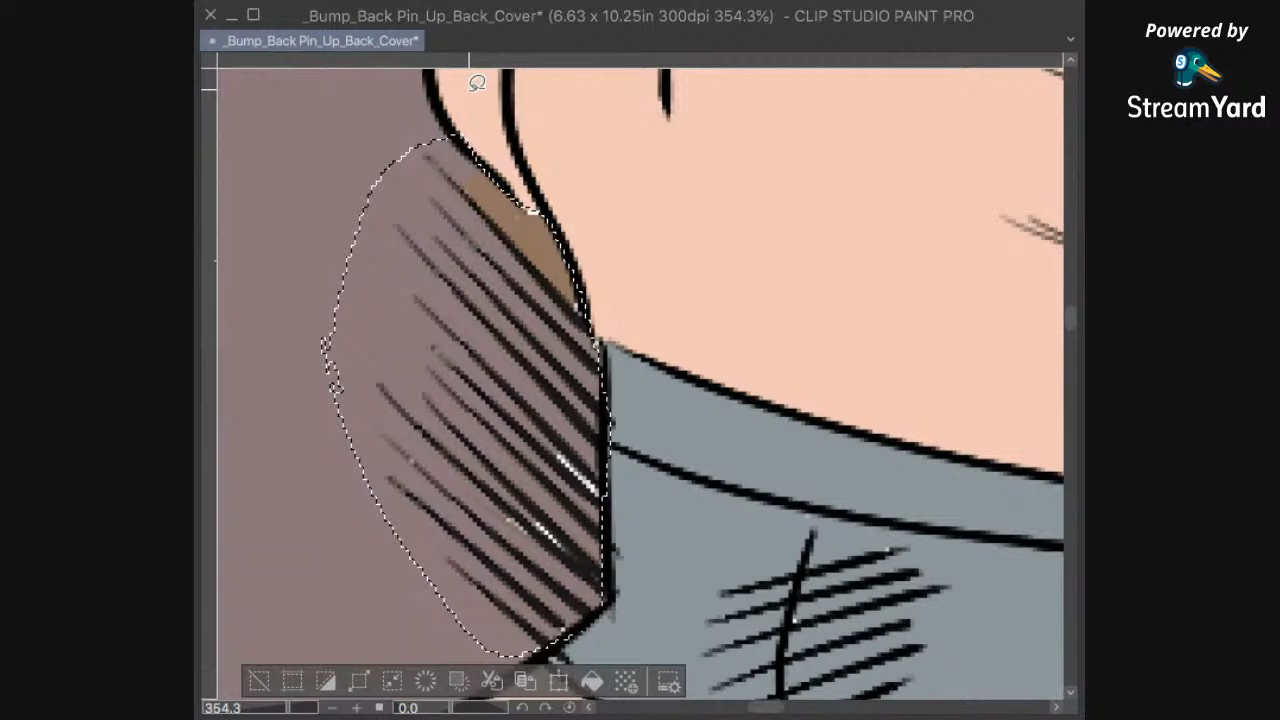 _Bump_Back Pin_Up_Back_Cover* (6.63 x 10.25in 300dpi 354.3%) - CLIP STUDIO PAINT PRO
_Bump_Back Pin_Up_Back_Cover*
Powered by
StreamYard
354.3
0.0